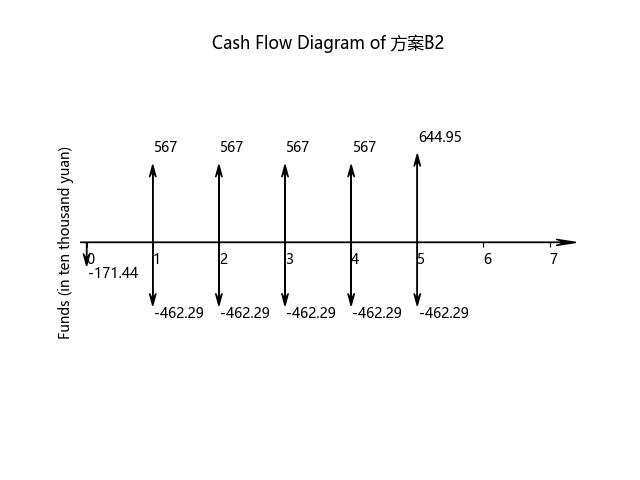 Cash Flow Diagram of 方案B2
644.95
567 567 567 567
Funds (in ten thousand yuan)
0 1 2 3 4 5 6 7
-171.44
-462.29 -462.29 -462.29 -462.29 -462.29